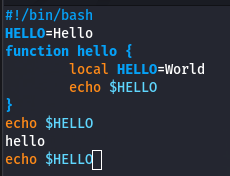 #!/bin/bash
HELLO=Hello
function hello {
        local HELLO=World
        echo $HELLO
}
echo $HELLO
hello
echo $HELLO